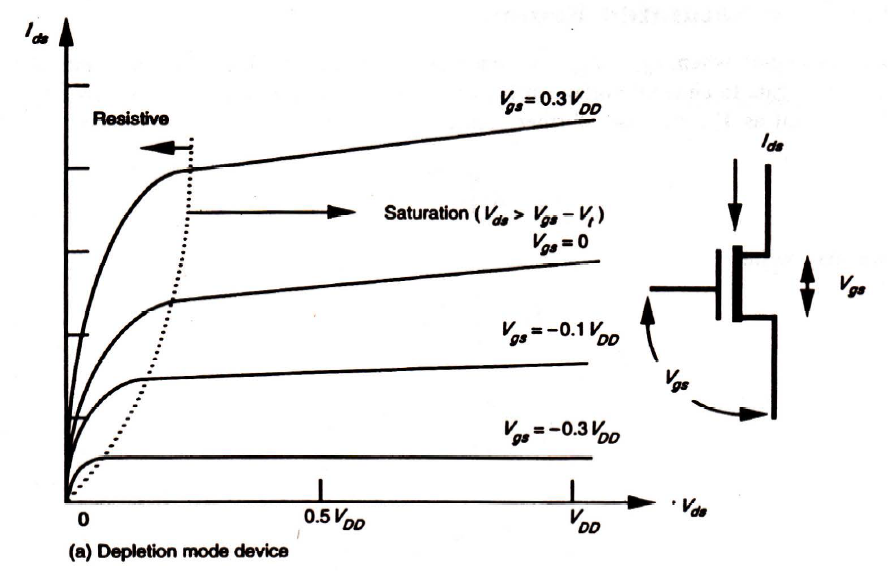 I_ds
Resistive
V_gs = 0.3 V_DD
Saturation (V_ds > V_gs – V_t)
V_gs = 0
V_gs = –0.1 V_DD
V_gs = –0.3 V_DD
0
0.5 V_DD
V_DD
V_ds
(a) Depletion mode device
I_ds
V_gs
V_gs